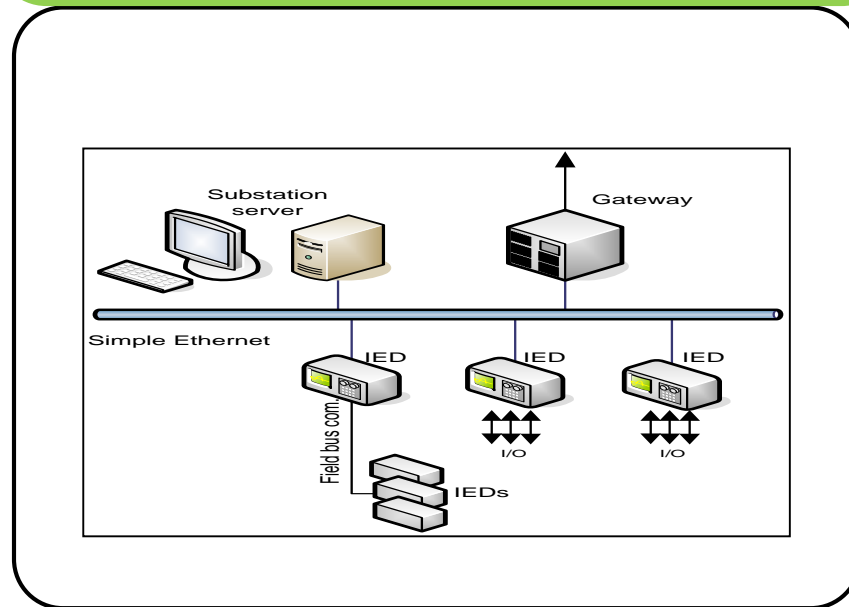 Substation
server
Gateway
Simple Ethernet
IED
IED
IED
Field bus com.
I/O
I/O
IEDs